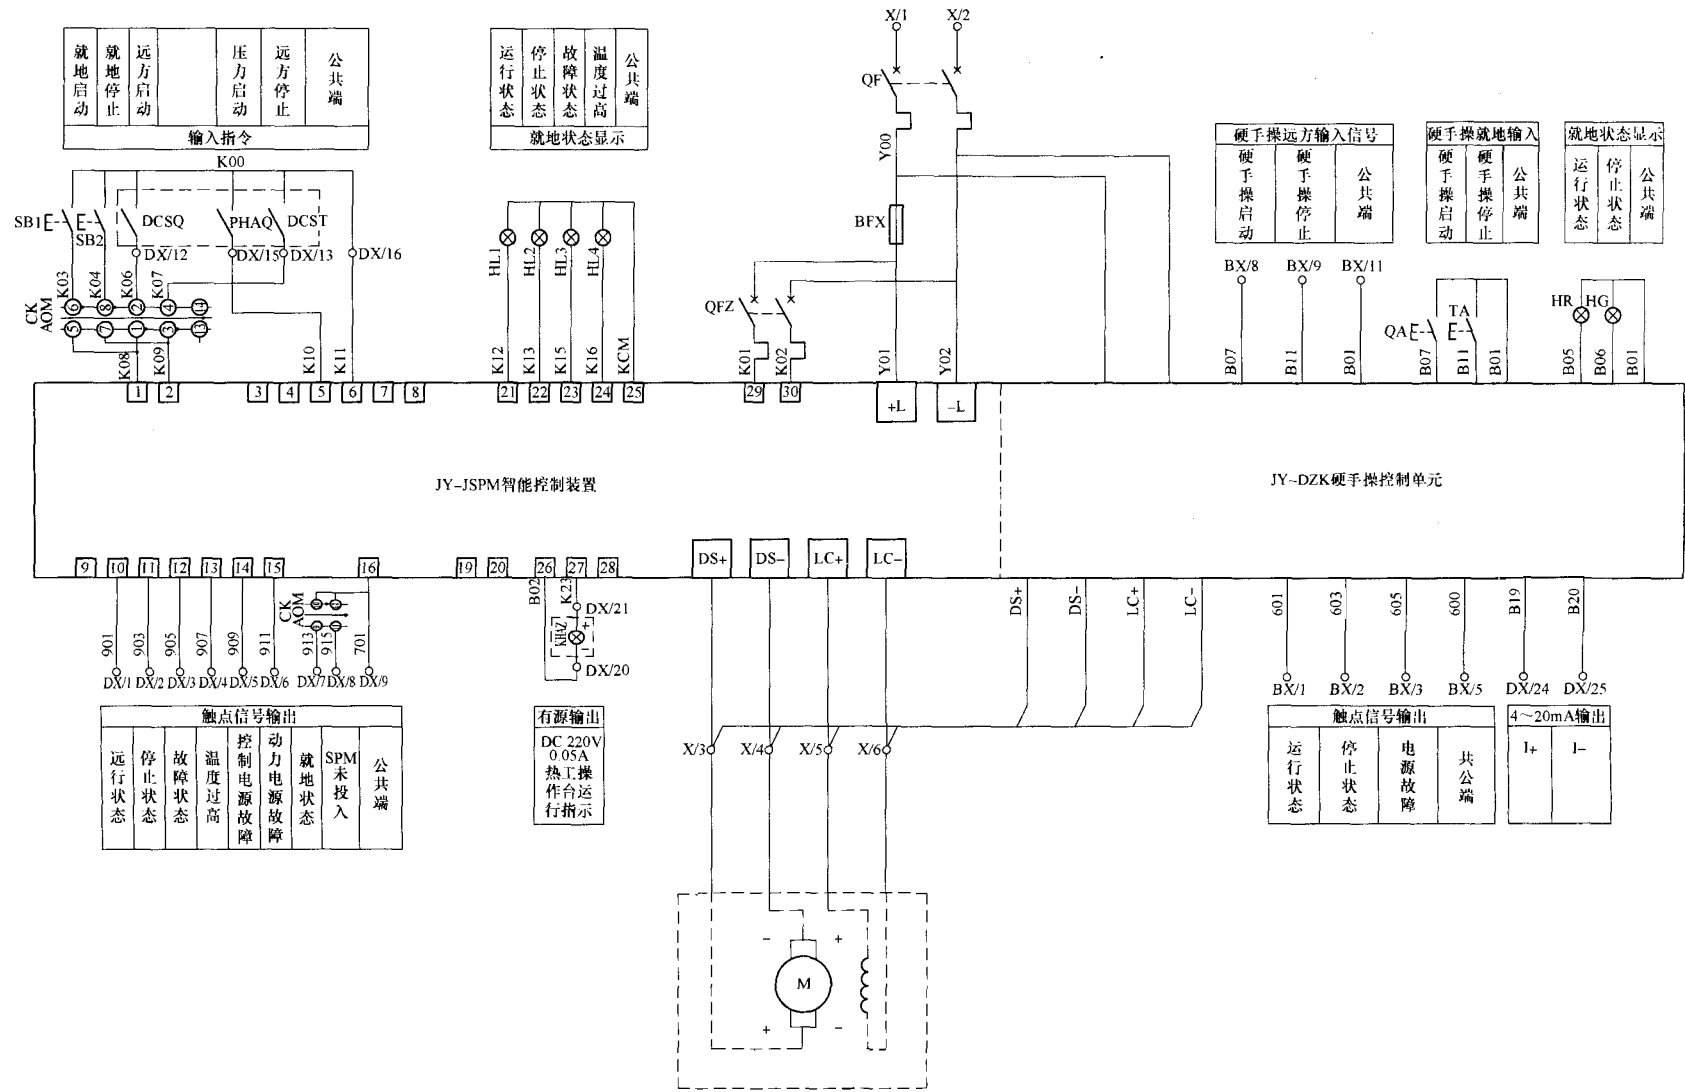 X/1 X/2
就地启动 就地停止 远方启动 压力启动 远方停止 公共端
输入指令
运行状态 停止状态 故障状态 温度过高 公共端
就地状态显示
QF
Y00
硬手操远方输入信号
硬手操启动 硬手操停止 公共端
硬手操就地输入
硬手操启动 硬手操停止 公共端
就地状态显示
运行状态 停止状态 公共端
K00
SB1 SB2 DCSQ PHAQ DCST
DX/12 DX/15 DX/13 DX/16
BFX
HL1 HL2 HL3 HL4
BX/8 BX/9 BX/11
K03 K04 K06 K07
CK
AOM
6 8 2 4 14
5 7 1 3 13
QFZ
HR HG
QA TA
K08 K09 K10 K11
K12 K13 K15 K16 KCM
K01 K02
Y01 Y02
B07 B11 B01
B07 B11 B01
B05 B06 B01
1 2 3 4 5 6 7 8
21 22 23 24 25
29 30
+L -L
JY-JSPM智能控制装置
JY-DZK硬手操控制单元
DS+ DS- LC+ LC-
9 10 11 12 13 14 15 16
19 20 26 27 28
901 903 905 907 909 911
CK
AOM
913 915 701
B02 K23
DX/21
KHAZ
+
DX/20
DS+ DS- LC+ LC-
601 603 605 600 B19 B20
DX/1 DX/2 DX/3 DX/4 DX/5 DX/6 DX/7 DX/8 DX/9
BX/1 BX/2 BX/3 BX/5 DX/24 DX/25
触点信号输出
远行状态 停止状态 故障状态 温度过高 控制电源故障 动力电源故障 就地状态 SPM未投入 公共端
有源输出
DC 220V
0.05A
热工操
作台运
行指示
X/3 X/4 X/5 X/6
触点信号输出
运行状态 停止状态 电源故障 共公端
4～20mA输出
I+ I-
- +
M
+ -